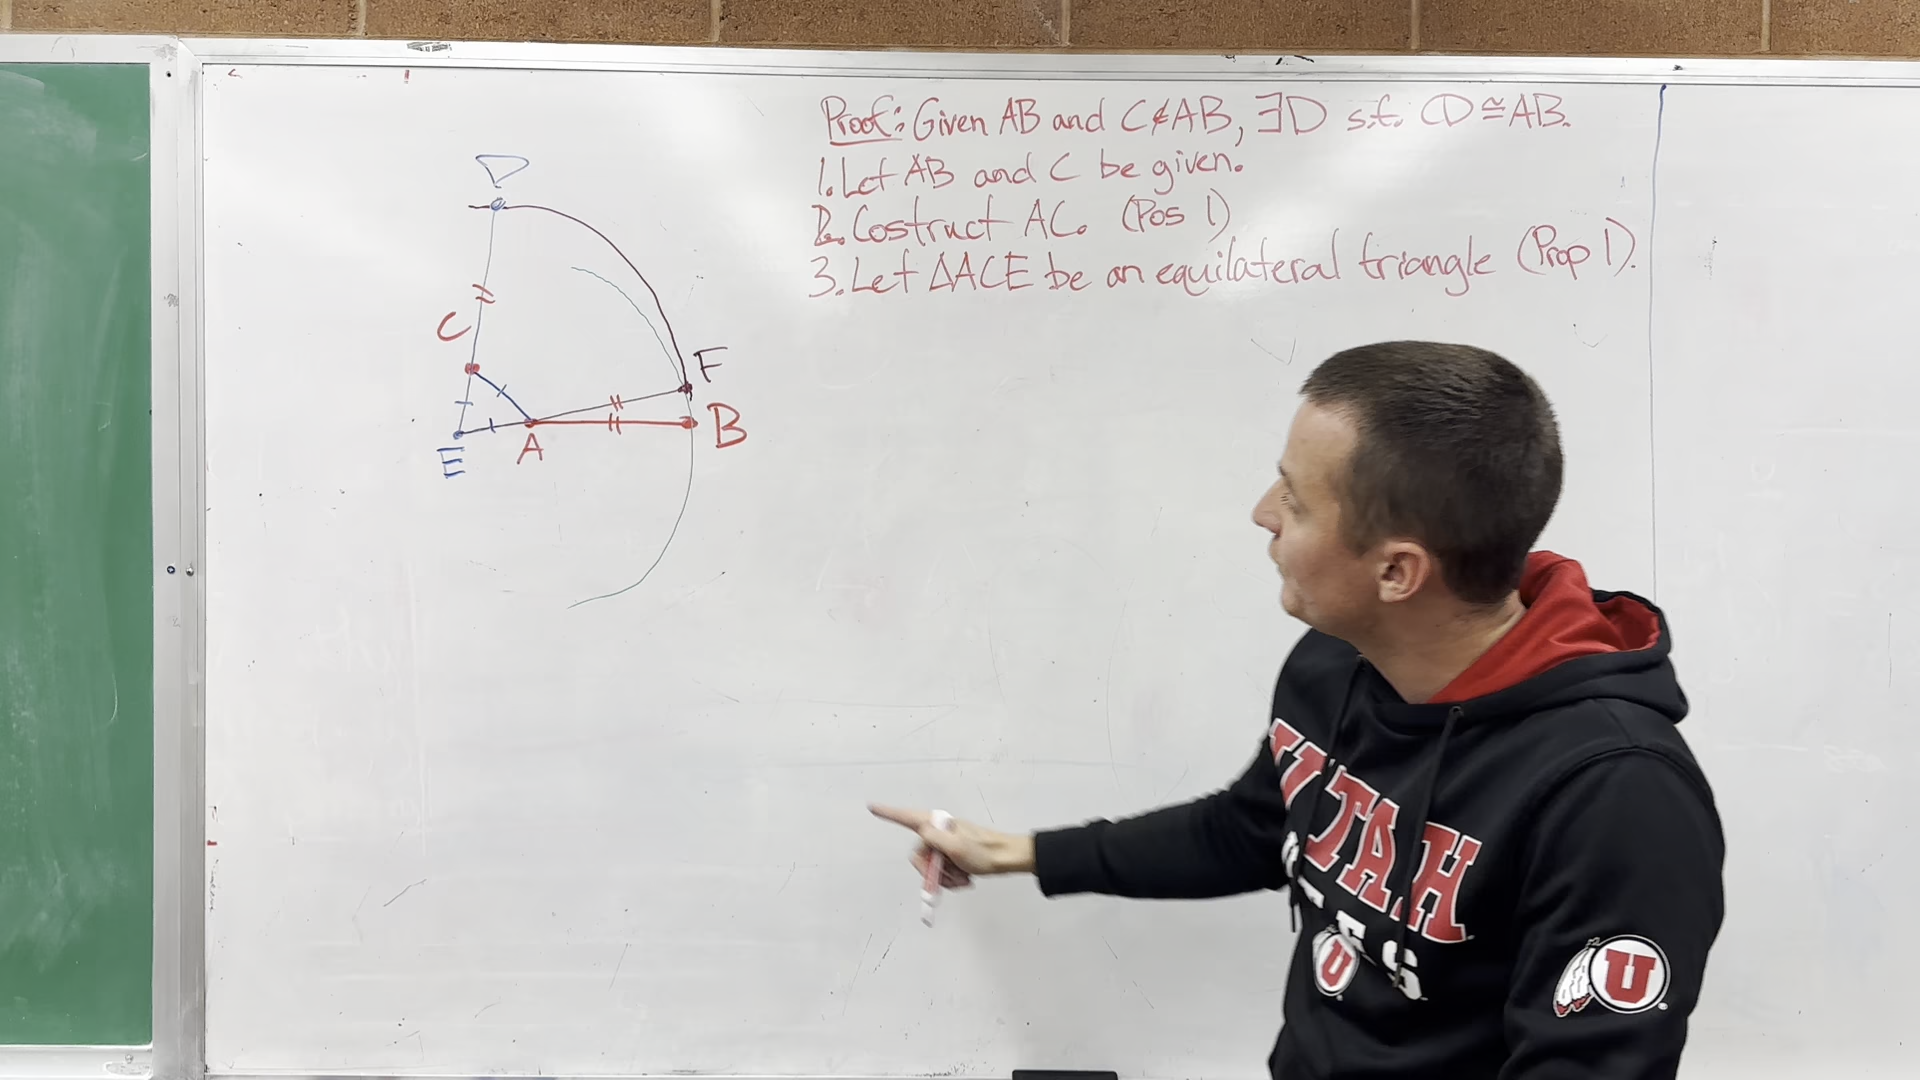 Proof: Given AB and C∉AB, ∃D s.t. CD≅AB.
1. Let AB and C be given.
2. Costruct AC. (Pos 1)
3. Let ΔACE be an equilateral triangle (Prop 1).
D
C
F
E
A
B
UTAH
UTES
U
U